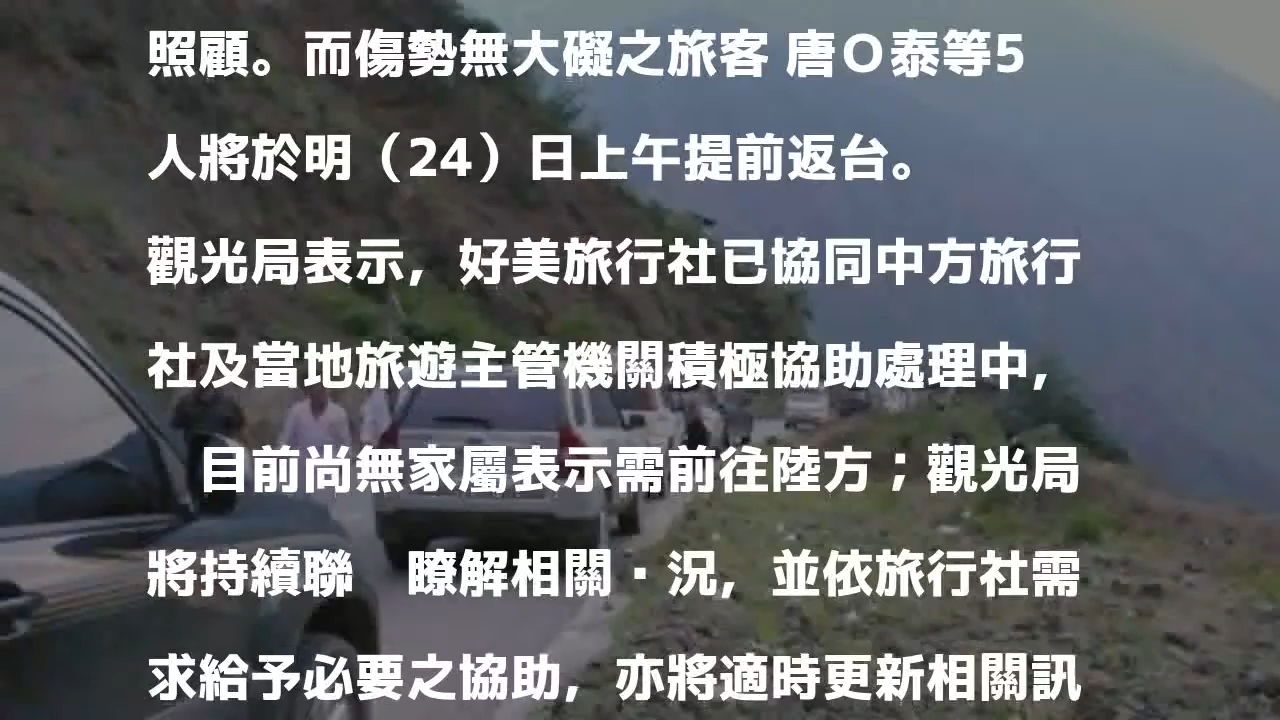 照顧。而傷勢無大礙之旅客 唐Ｏ泰等5
人將於明（24）日上午提前返台。
觀光局表示，好美旅行社已協同中方旅行
社及當地旅遊主管機關積極協助處理中，
目前尚無家屬表示需前往陸方；觀光局
將持續聯　瞭解相關・況，並依旅行社需
求給予必要之協助，亦將適時更新相關訊